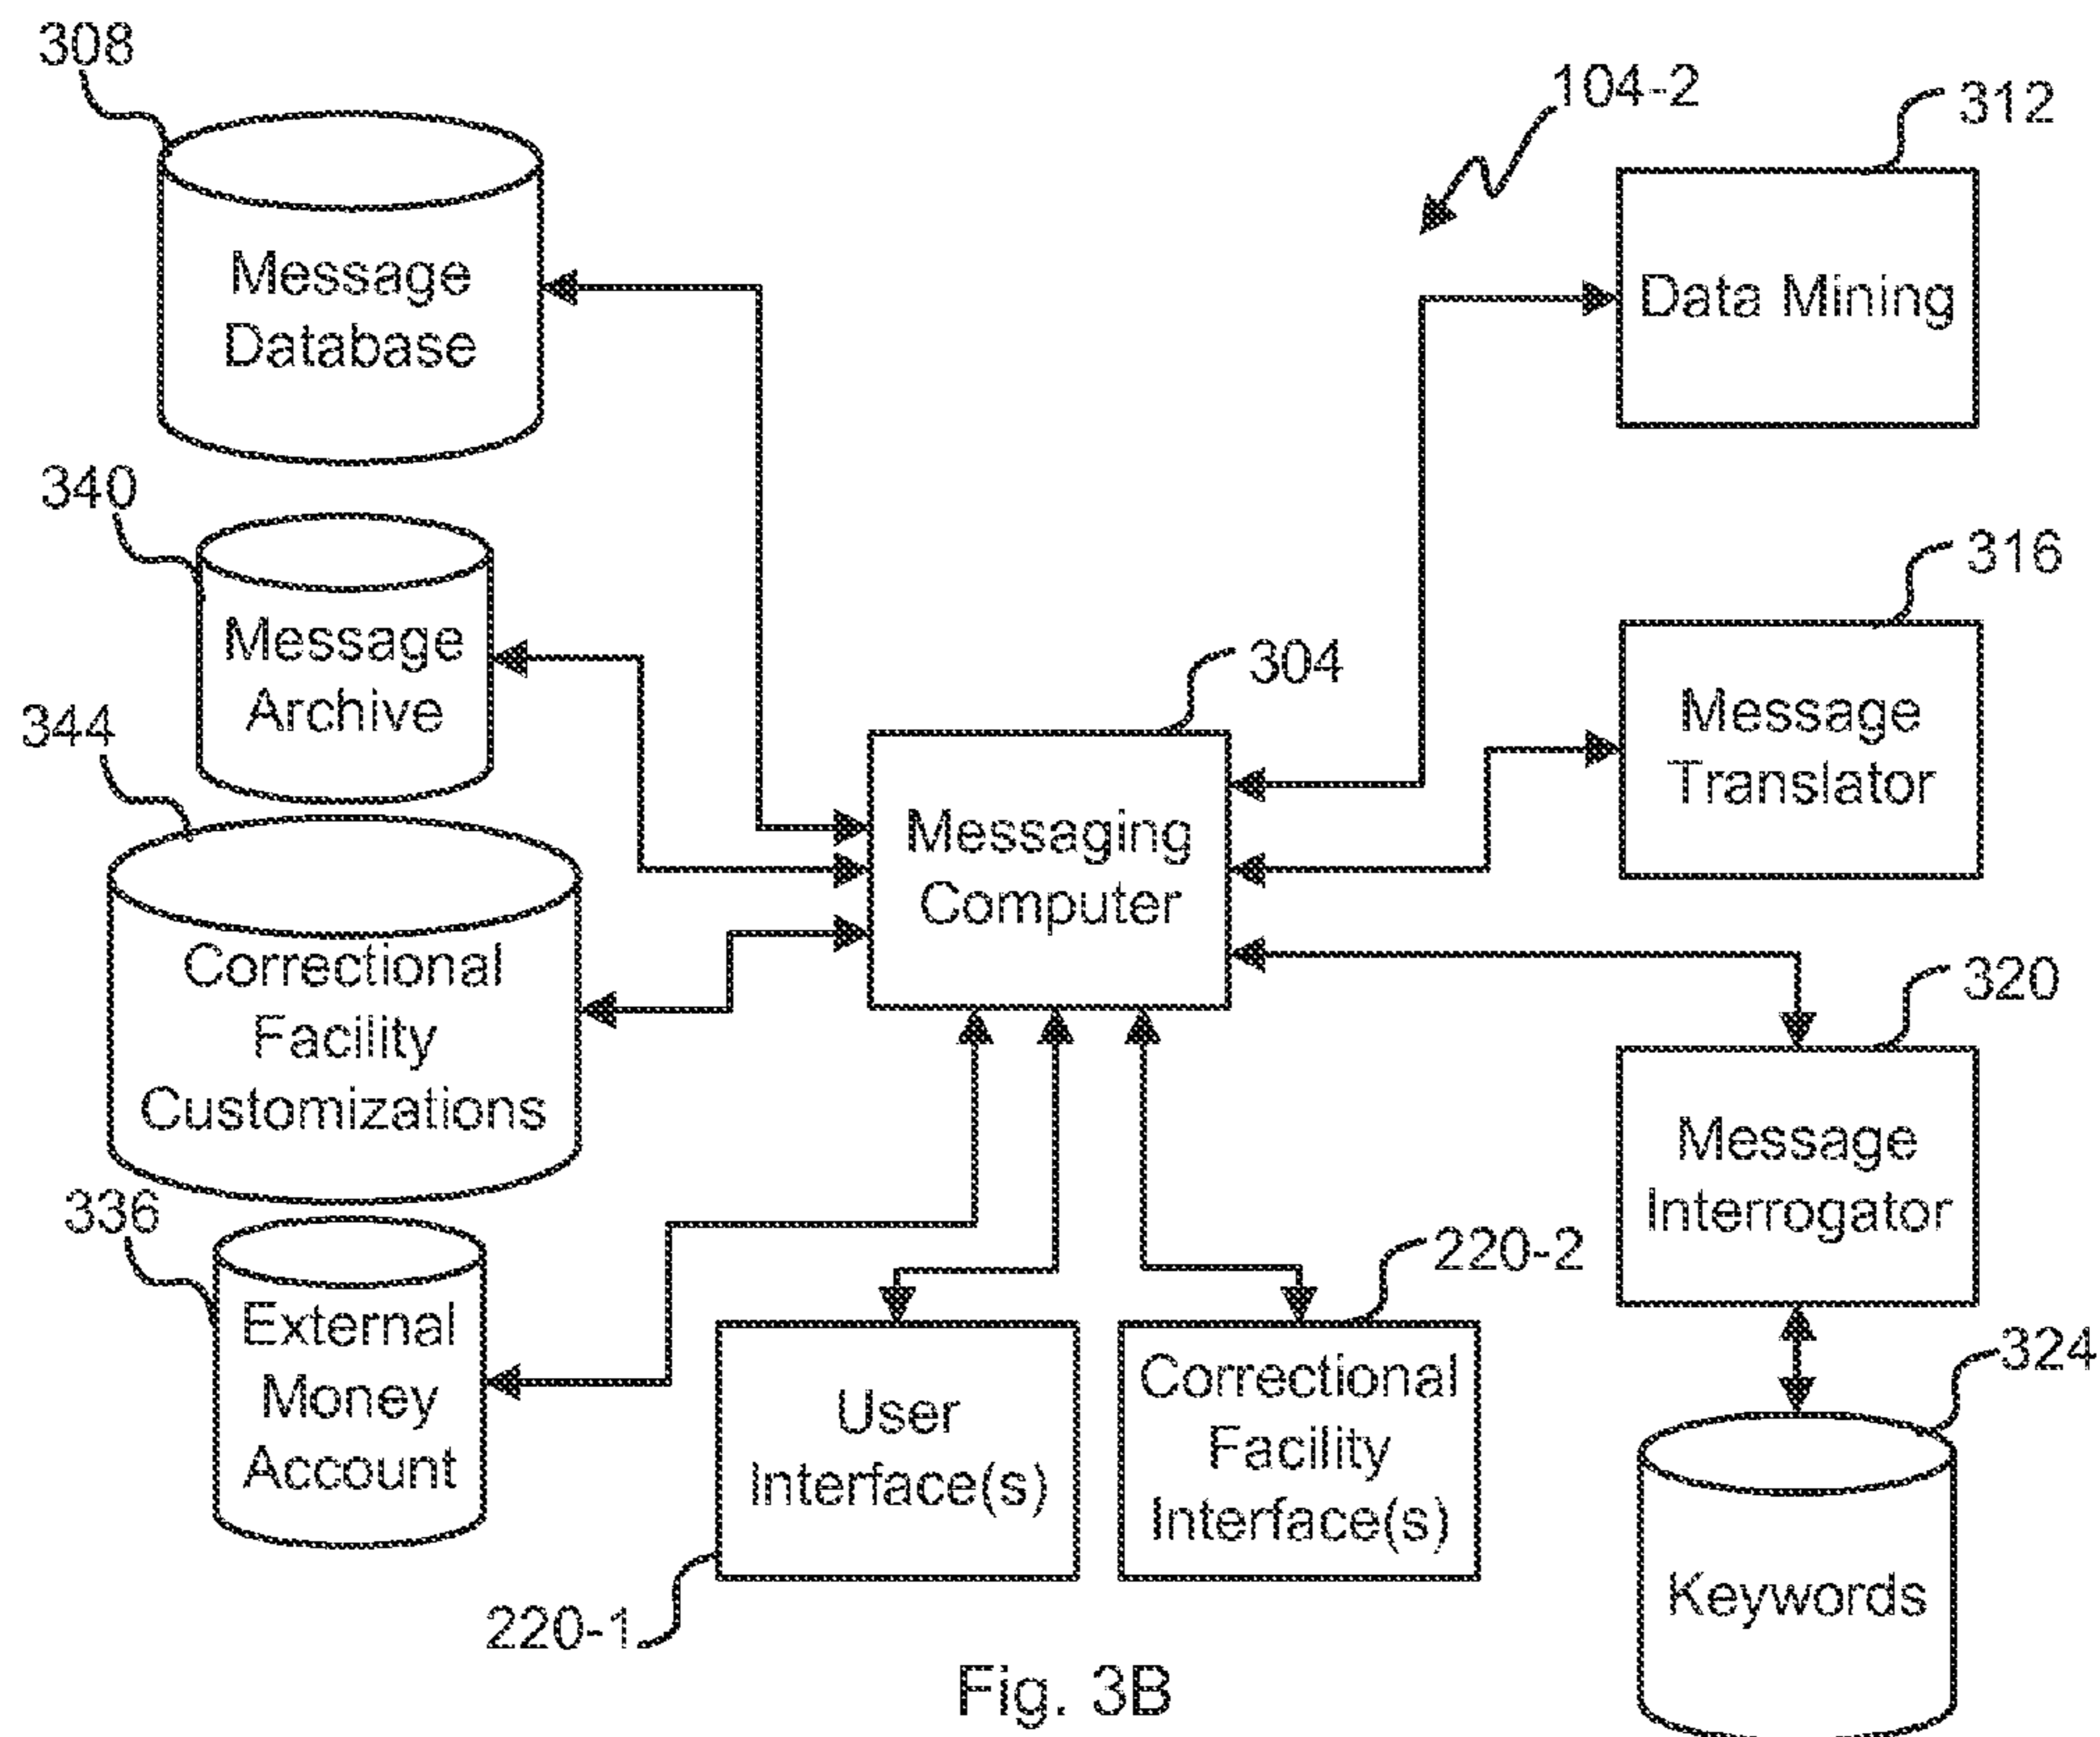 308
104-2
312
Message
Database
Data Mining
340
316
Message
Archive
304
Message
Translator
344
Messaging
Computer
Correctional
Facility
Customizations
320
Message
Interrogator
336
External
Money
Account
220-2
324
User
Interface(s)
Correctional
Facility
Interface(s)
Keywords
220-1
Fig. 3B